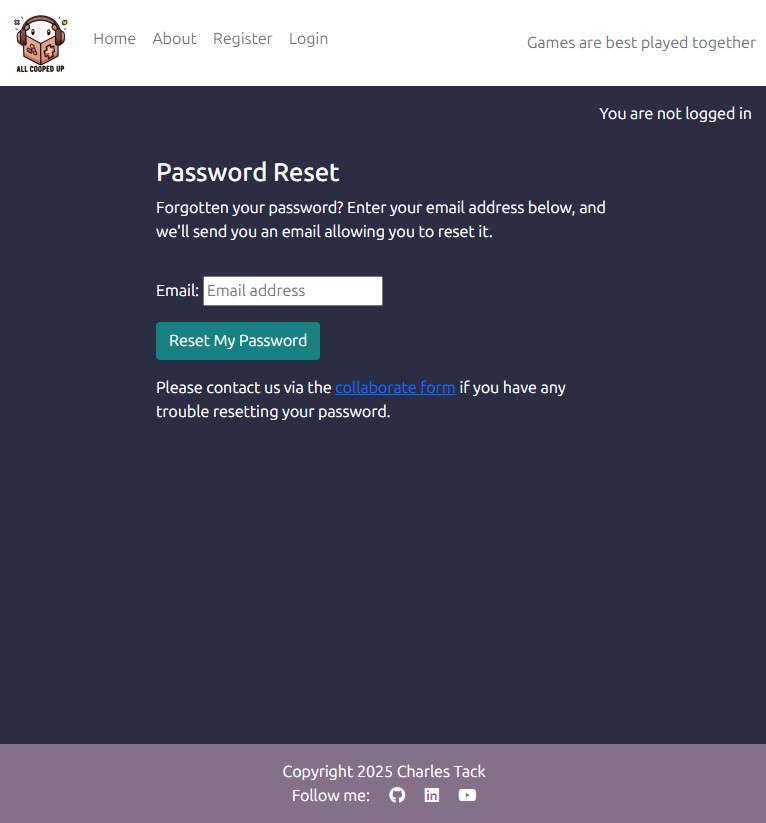 ALL COOPED UP
Home About Register Login
Games are best played together
You are not logged in
Password Reset
Forgotten your password? Enter your email address below, and
we'll send you an email allowing you to reset it.
Email: Email address
Reset My Password
Please contact us via the collaborate form if you have any
trouble resetting your password.
Copyright 2025 Charles Tack
Follow me: